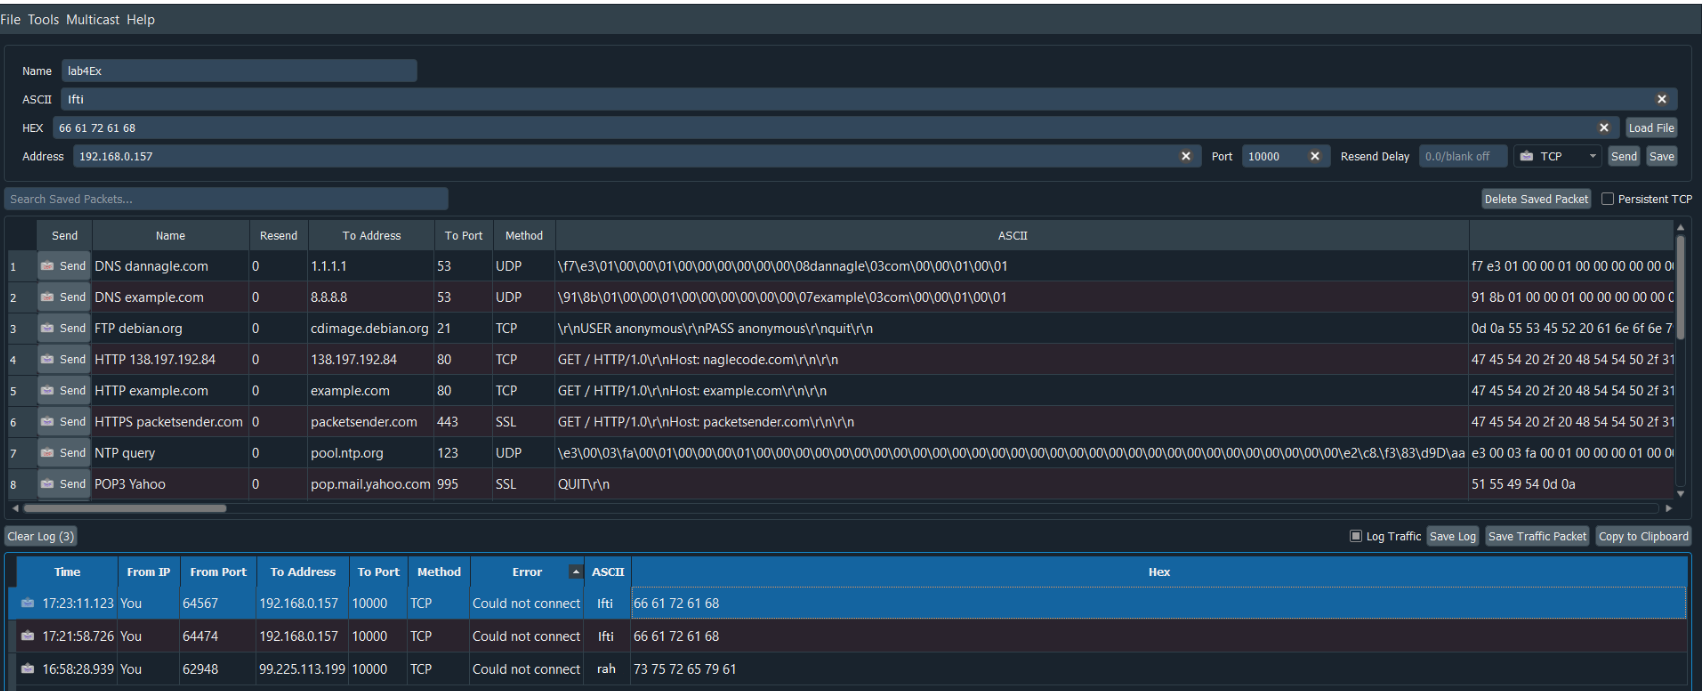 File Tools Multicast Help
Name lab4Ex
ASCII Ifti
HEX 66 61 72 61 68 Load File
Address 192.168.0.157 Port 10000 Resend Delay 0.0/blank off TCP Send Save
Search Saved Packets... Delete Saved Packet Persistent TCP
Send Name Resend To Address To Port Method ASCII
1 Send DNS dannagle.com 0 1.1.1.1 53 UDP \f7\e3\01\00\00\01\00\00\00\00\00\00\08dannagle\03com\00\00\01\00\01 f7 e3 01 00 00 01 00 00 00 00 00
2 Send DNS example.com 0 8.8.8.8 53 UDP \91\8b\01\00\00\01\00\00\00\00\00\00\07example\03com\00\00\01\00\01 91 8b 01 00 00 01 00 00 00 00 00
3 Send FTP debian.org 0 cdimage.debian.org 21 TCP \r\nUSER anonymous\r\nPASS anonymous\r\nquit\r\n 0d 0a 55 53 45 52 20 61 6e 6f 6e 7
4 Send HTTP 138.197.192.84 0 138.197.192.84 80 TCP GET / HTTP/1.0\r\nHost: naglecode.com\r\n\r\n 47 45 54 20 2f 20 48 54 54 50 2f 31
5 Send HTTP example.com 0 example.com 80 TCP GET / HTTP/1.0\r\nHost: example.com\r\n\r\n 47 45 54 20 2f 20 48 54 54 50 2f 31
6 Send HTTPS packetsender.com 0 packetsender.com 443 SSL GET / HTTP/1.0\r\nHost: packetsender.com\r\n\r\n 47 45 54 20 2f 20 48 54 54 50 2f 31
7 Send NTP query 0 pool.ntp.org 123 UDP \e3\00\03\fa\00\01\00\00\00\01\00\00\00\00\00\00\00\00\00\00\00\00\00\00\00\00\00\00\00\00\00\00\00\00\00\00\00\00\00\00\e2\c8.\f3\83\d9D\aa e3 00 03 fa 00 01 00 00 00 01 00 0
8 Send POP3 Yahoo 0 pop.mail.yahoo.com 995 SSL QUIT\r\n 51 55 49 54 0d 0a
Clear Log (3) Log Traffic Save Log Save Traffic Packet Copy to Clipboard
Time From IP From Port To Address To Port Method Error ASCII Hex
17:23:11.123 You 64567 192.168.0.157 10000 TCP Could not connect Ifti 66 61 72 61 68
17:21:58.726 You 64474 192.168.0.157 10000 TCP Could not connect Ifti 66 61 72 61 68
16:58:28.939 You 62948 99.225.113.199 10000 TCP Could not connect rah 73 75 72 65 79 61